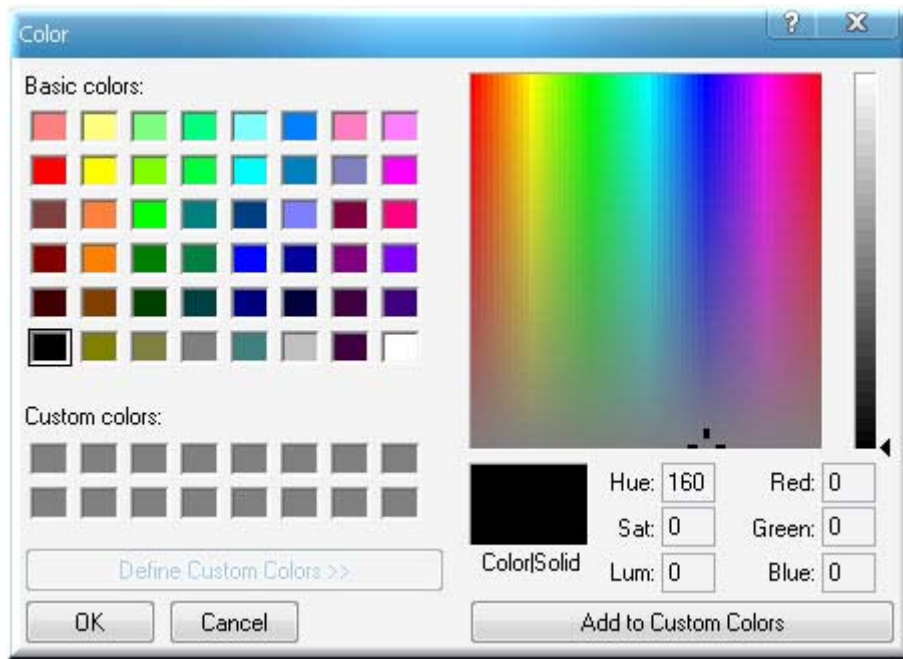 Color
Basic colors:
Custom colors:
Define Custom Colors >>
OK Cancel
Color|Solid
Hue: 160 Red: 0
Sat: 0 Green: 0
Lum: 0 Blue: 0
Add to Custom Colors